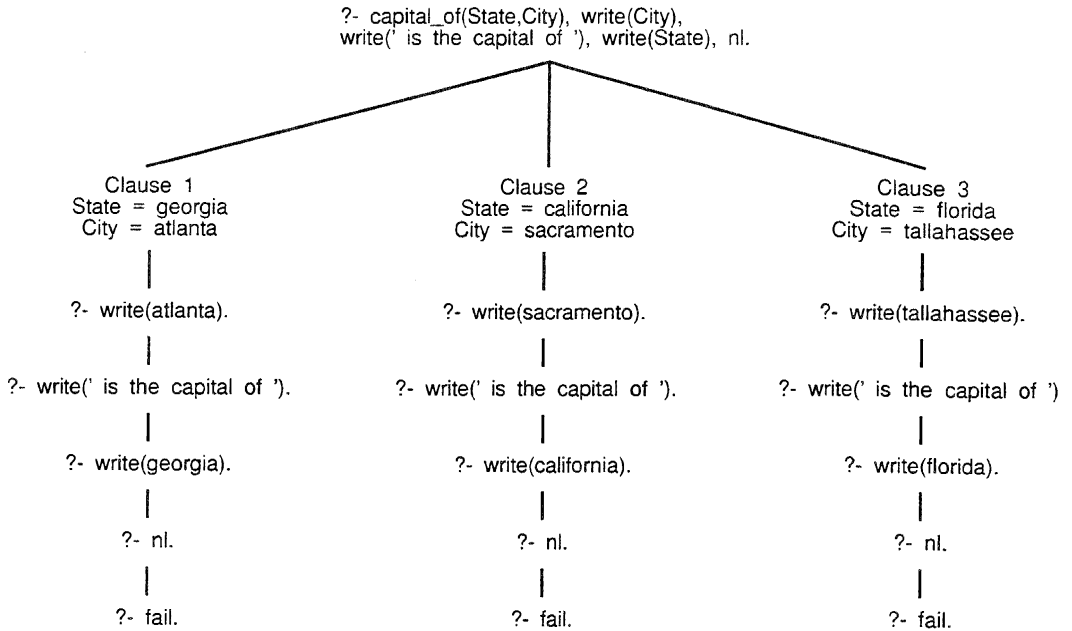 ?- capital_of(State,City), write(City),
write(' is the capital of '), write(State), nl.
Clause 1
State = georgia
City = atlanta
?- write(atlanta).
?- write(' is the capital of ').
?- write(georgia).
?- nl.
?- fail.
Clause 2
State = california
City = sacramento
?- write(sacramento).
?- write(' is the capital of ').
?- write(california).
?- nl.
?- fail.
Clause 3
State = florida
City = tallahassee
?- write(tallahassee).
?- write(' is the capital of ')
?- write(florida).
?- nl.
?- fail.